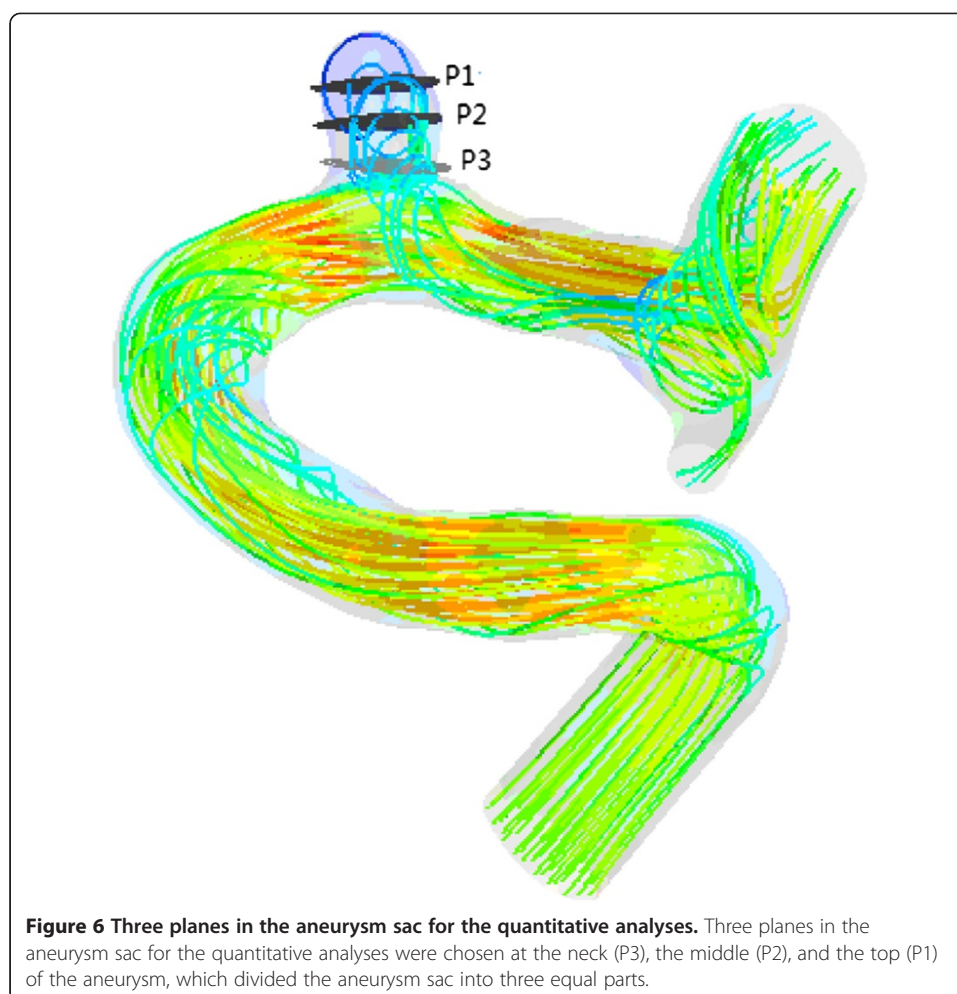 P1
P2
P3
Figure 6 Three planes in the aneurysm sac for the quantitative analyses. Three planes in the
aneurysm sac for the quantitative analyses were chosen at the neck (P3), the middle (P2), and the top (P1)
of the aneurysm, which divided the aneurysm sac into three equal parts.